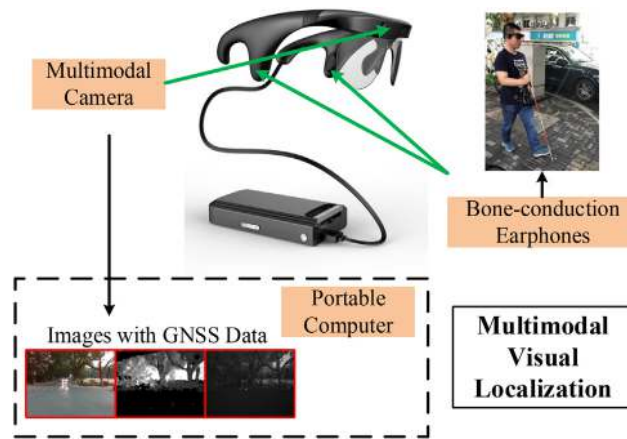 Multimodal
Camera
Bone-conduction
Earphones
Portable
Computer
Images with GNSS Data
Multimodal
Visual
Localization